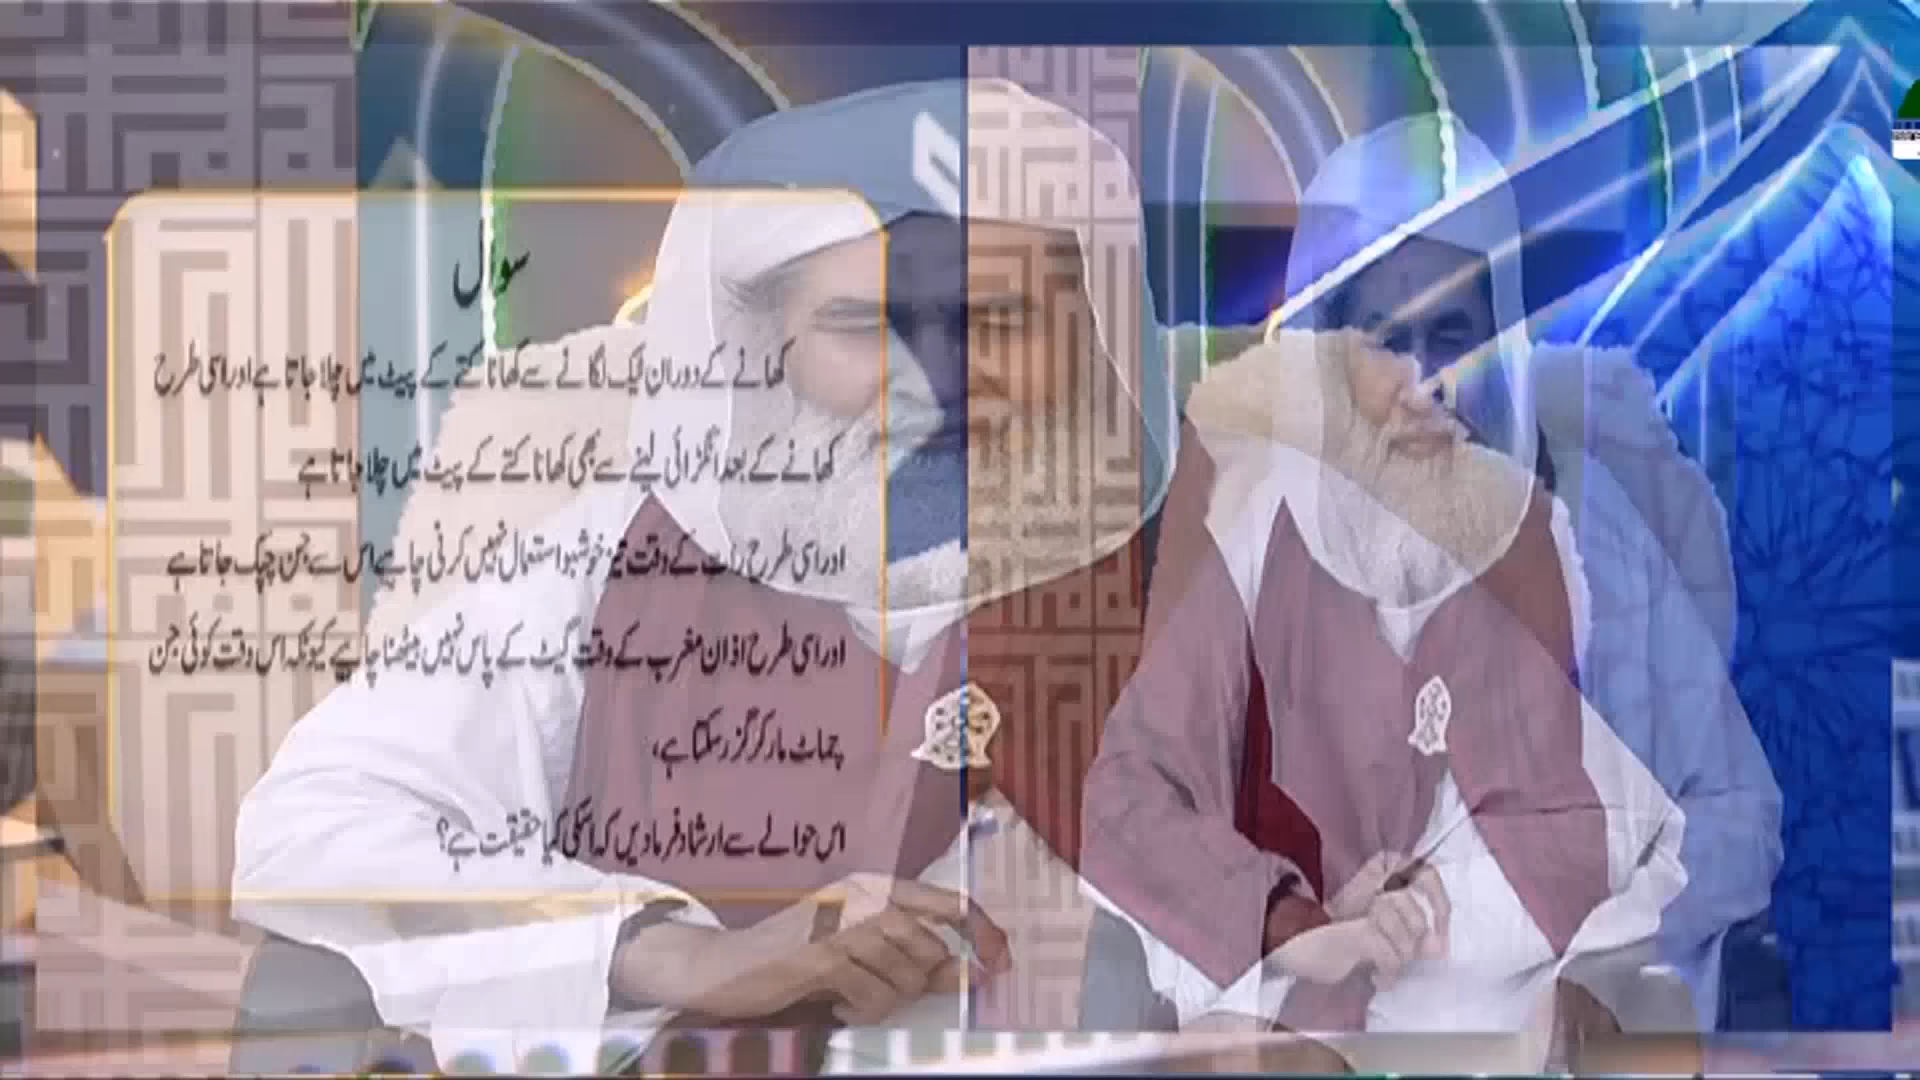 سوال
کھانے کے دوران ٹیک لگانے سے کھانا کتے کے پیٹ میں چلا جاتا ہے اور اسی طرح
کھانے کے بعد انگڑائی لینے سے بھی کھانا کتے کے پیٹ میں چلا جاتا ہے
اور اسی طرح رات کے وقت تیز خوشبو استعمال نہیں کرنی چاہیے اس سے جن چپک جاتا ہے
اور اسی طرح اذان مغرب کے وقت گیٹ کے پاس نہیں بیٹھنا چاہیے کیونکہ اس وقت کوئی جن
چماٹ مار کر گزر سکتا ہے،
اس حوالے سے ارشاد فرمادیں کہ اسکی کیا حقیقت ہے؟